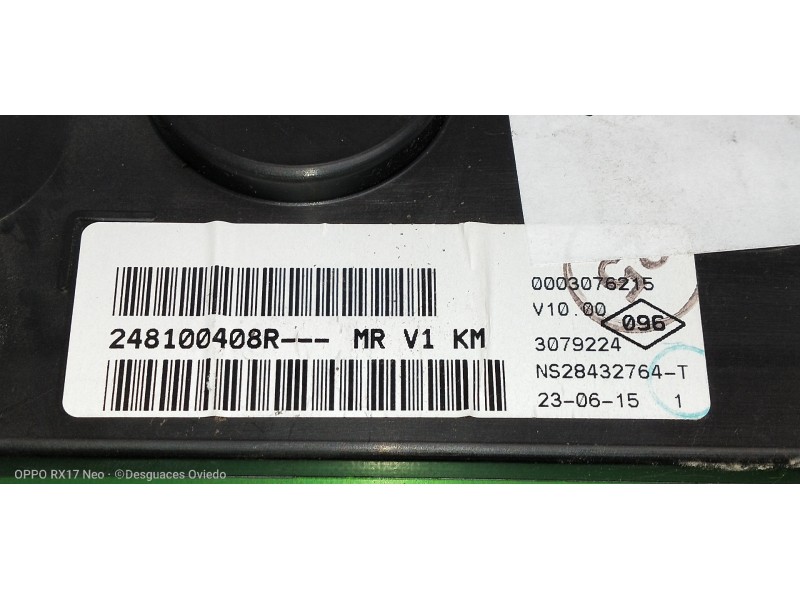 248100408R--- MR V1 KM
0003076215
V10.00
096
3079224
NS28432764-T
23-06-15 1
OPPO RX17 Neo · ©Desguaces Oviedo